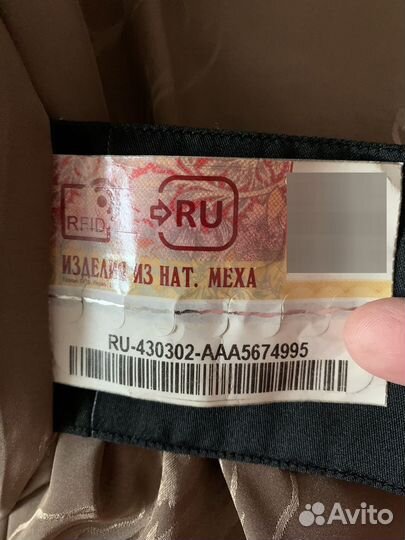 RFID
RU
ИЗДЕЛИЕ ИЗ НАТ. МЕХА
RU-430302-AAA5674995
Avito